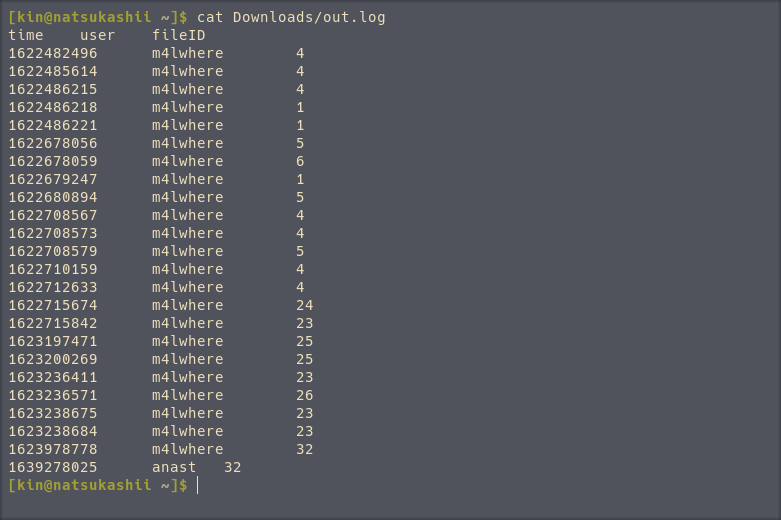 [kin@natsukashii ~]$ cat Downloads/out.log
time user fileID
1622482496 m4lwhere 4
1622485614 m4lwhere 4
1622486215 m4lwhere 4
1622486218 m4lwhere 1
1622486221 m4lwhere 1
1622678056 m4lwhere 5
1622678059 m4lwhere 6
1622679247 m4lwhere 1
1622680894 m4lwhere 5
1622708567 m4lwhere 4
1622708573 m4lwhere 4
1622708579 m4lwhere 5
1622710159 m4lwhere 4
1622712633 m4lwhere 4
1622715674 m4lwhere 24
1622715842 m4lwhere 23
1623197471 m4lwhere 25
1623200269 m4lwhere 25
1623236411 m4lwhere 23
1623236571 m4lwhere 26
1623238675 m4lwhere 23
1623238684 m4lwhere 23
1623978778 m4lwhere 32
1639278025 anast 32
[kin@natsukashii ~]$